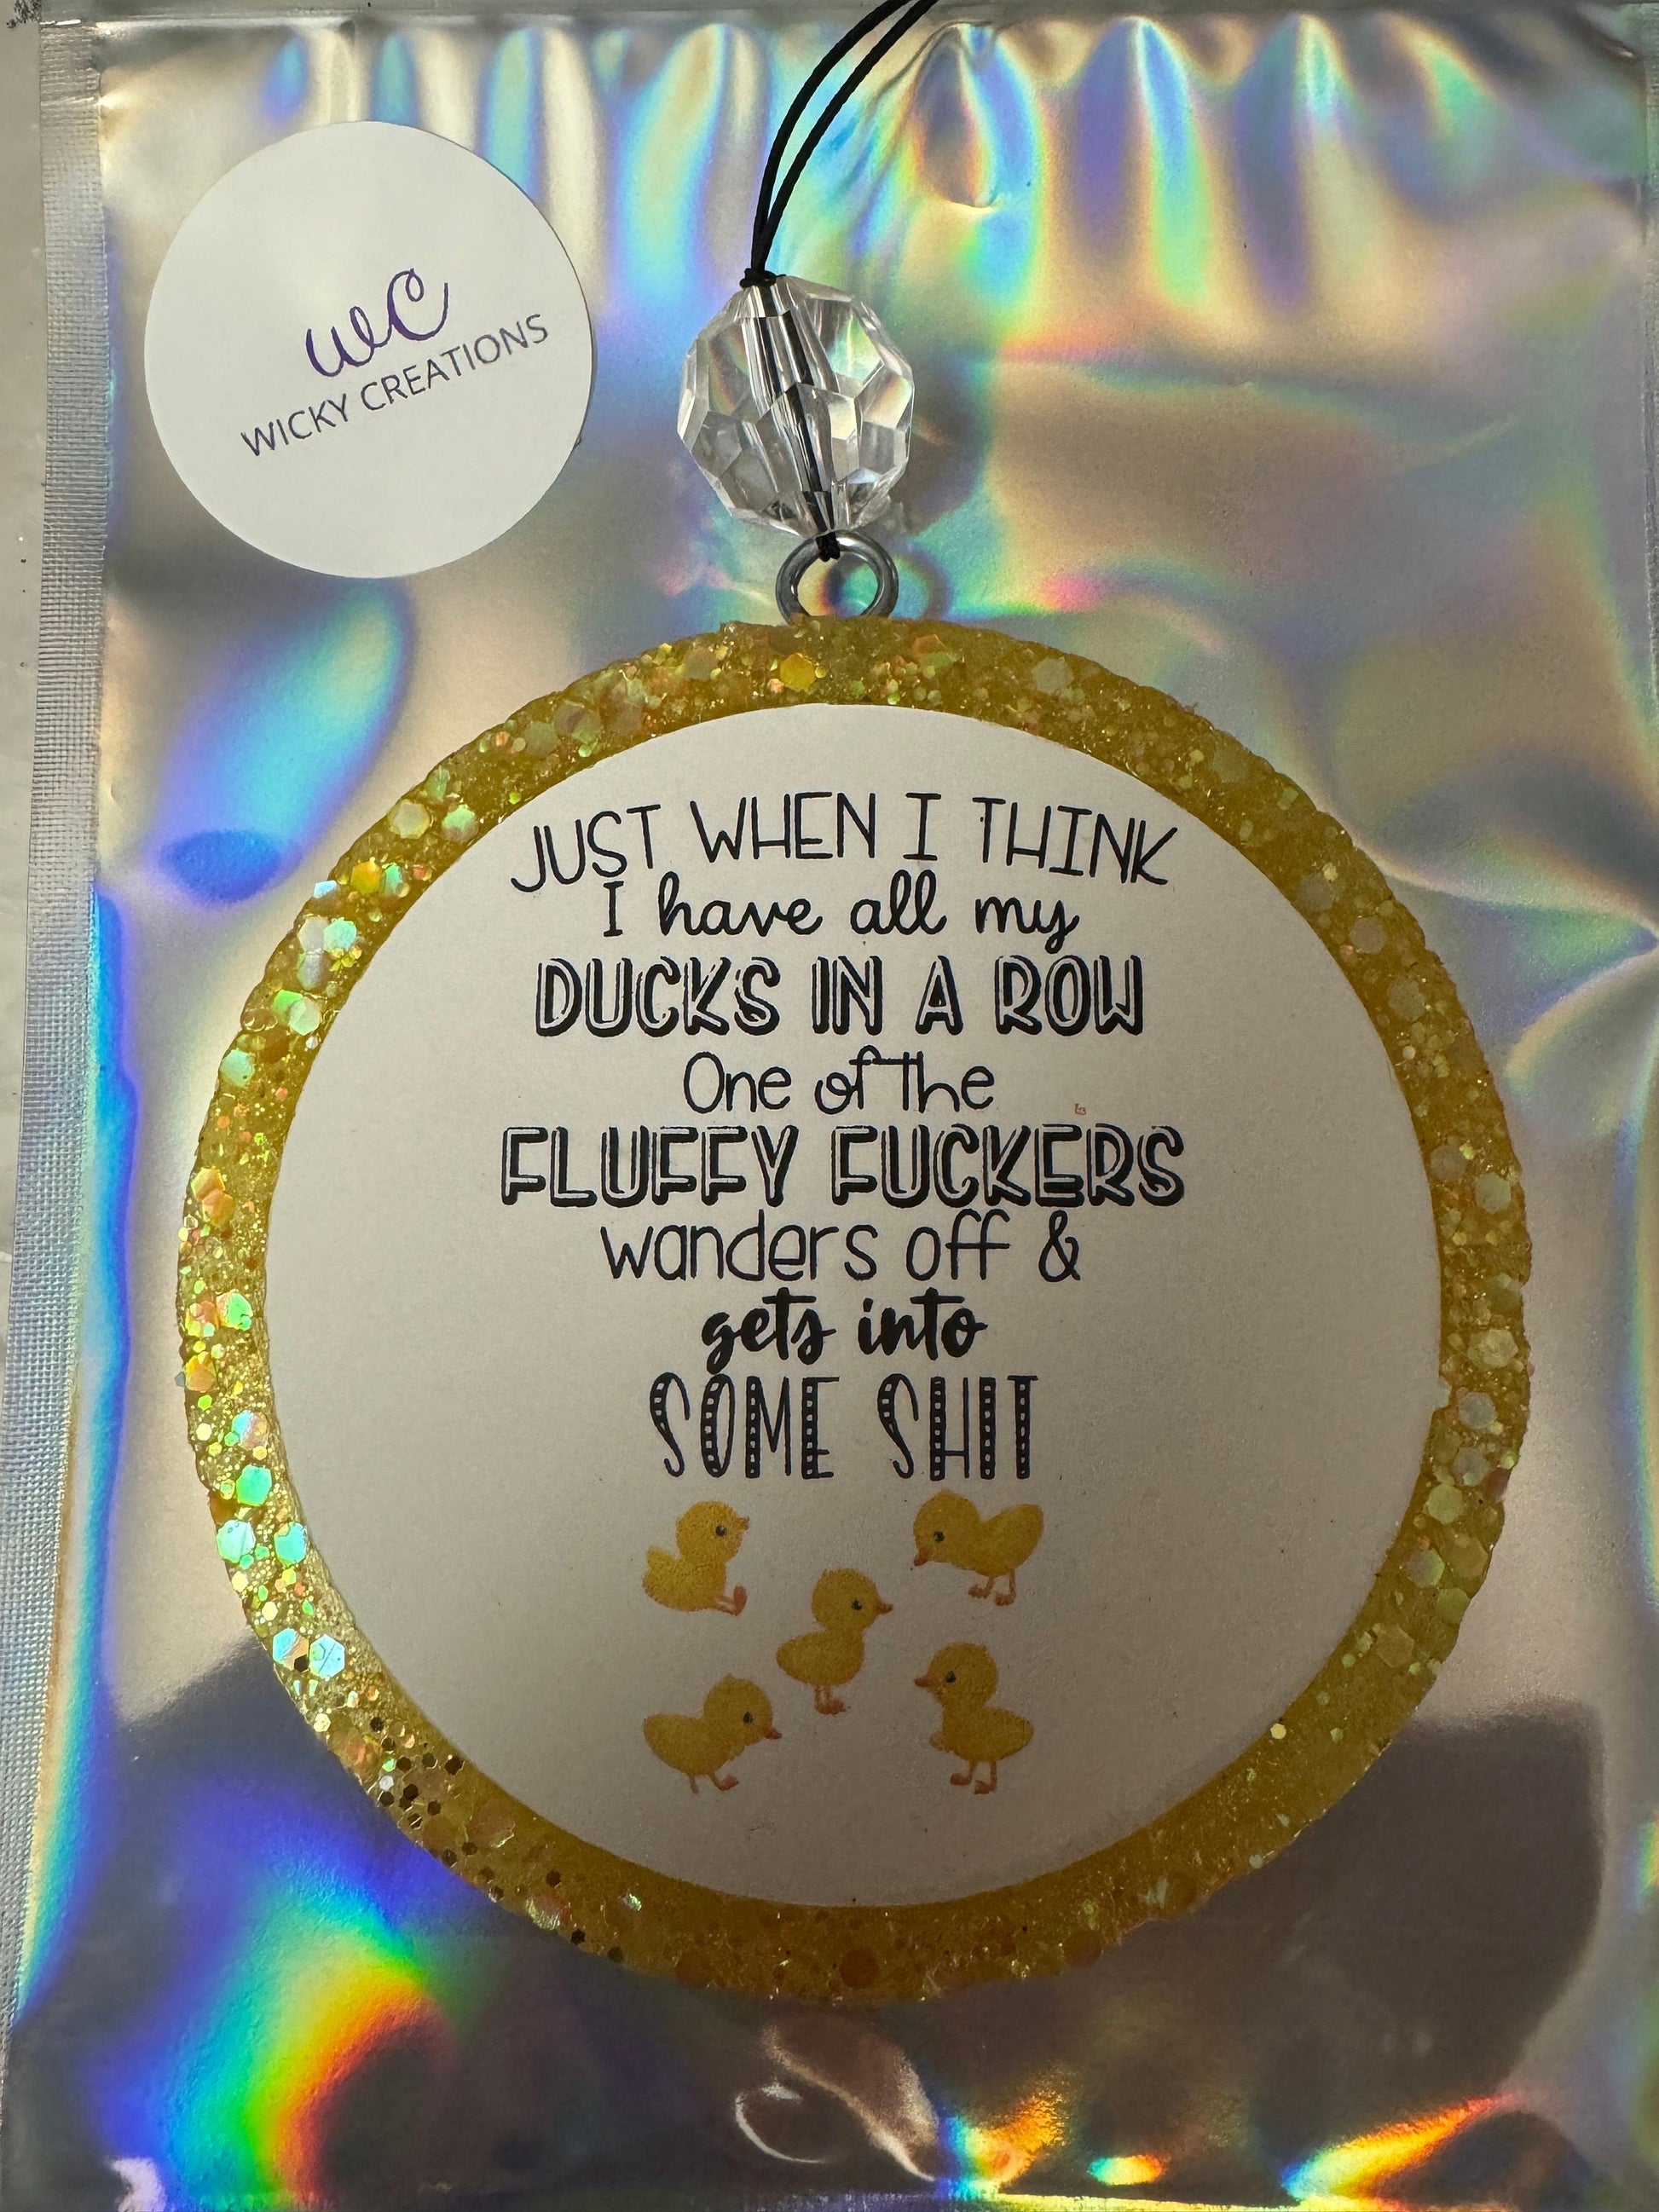 WC
WICKY CREATIONS
JUST WHEN I THINK
I have all my
DUCKS IN A ROW
One of the
FLUFFY FUCKERS
wanders off &
gets into
SOME SHIT